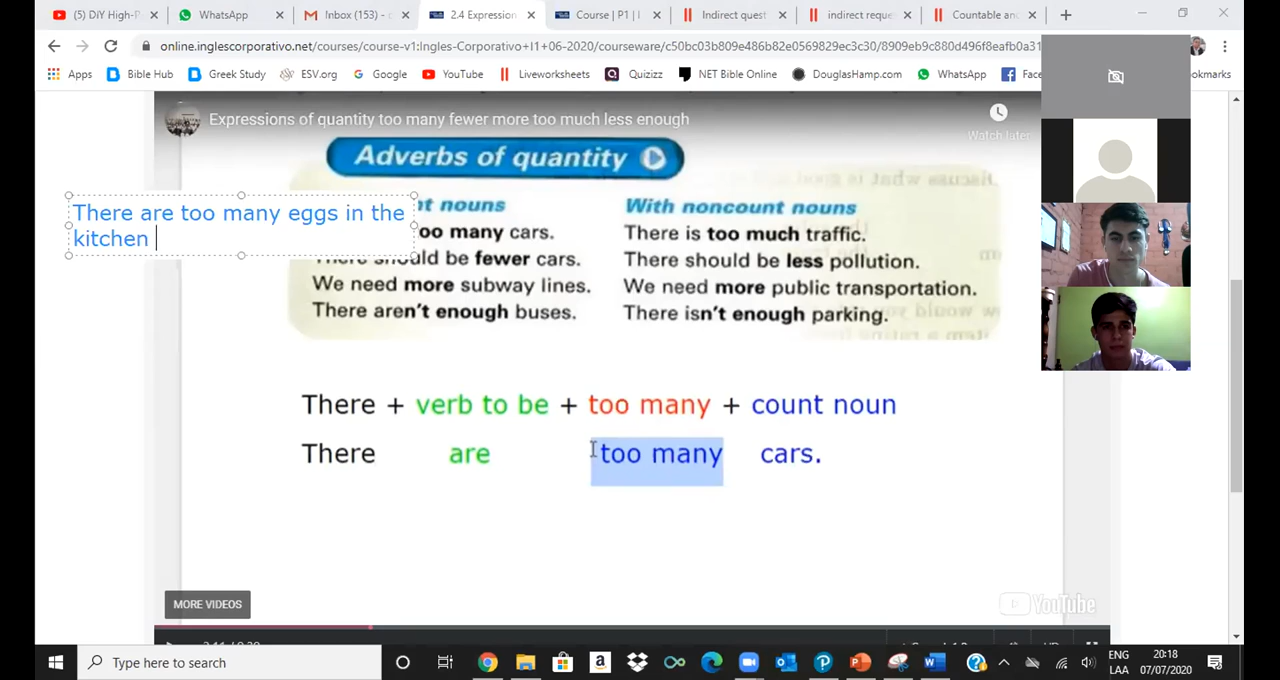 (5) DiY High-P
WhatsApp
Inbox (153) - c
2.4 Expression
Course | P1 | I
Indirect quest
indirect reque
Countable and
online.inglescorporativo.net/courses/course-v1:Ingles-Corporativo+I1+06-2020/courseware/c50bc03b809e486b82e0569829ec3c30/8909eb9c880d496f8eafb0a31
Apps
Bible Hub
Greek Study
ESV.org
Google
YouTube
Liveworksheets
Quizizz
NET Bible Online
DouglasHamp.com
WhatsApp
Face
okmarks
Expressions of quantity too many fewer more too much less enough
Watch later
Adverbs of quantity
There are too many eggs in the
kitchen
nt nouns
oo many cars.
There should be fewer cars.
We need more subway lines.
There aren't enough buses.
With noncount nouns
There is too much traffic.
There should be less pollution.
We need more public transportation.
There isn't enough parking.
There + verb to be + too many + count noun
There are too many cars.
MORE VIDEOS
YouTube
Type here to search
ENG
LAA
20:18
07/07/2020